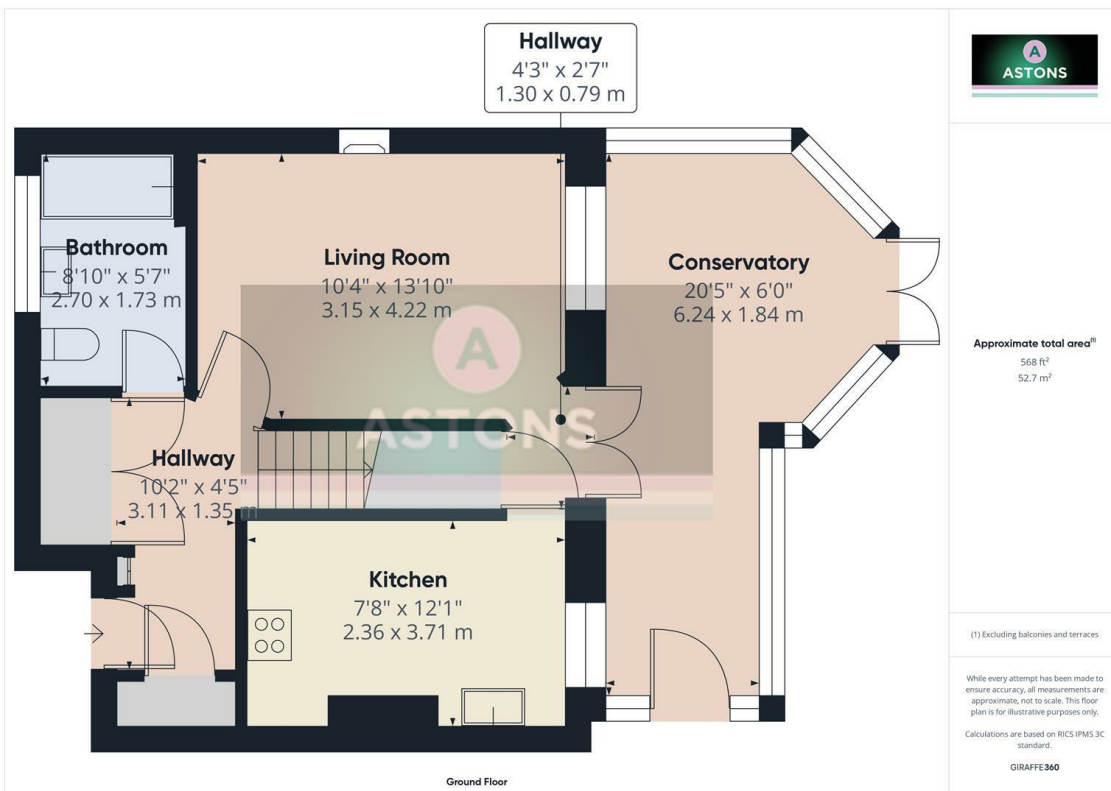 Hallway
4'3" x 2'7"
1.30 x 0.79 m
A
ASTONS
Bathroom
8'10" x 5'7"
2.70 x 1.73 m
Living Room
10'4" x 13'10"
3.15 x 4.22 m
Conservatory
20'5" x 6'0"
6.24 x 1.84 m
A
ASTONS
Hallway
10'2" x 4'5"
3.11 x 1.35 m
Kitchen
7'8" x 12'1"
2.36 x 3.71 m
Ground Floor
Approximate total area(1)
568 ft²
52.7 m²
(1) Excluding balconies and terraces
While every attempt has been made to
ensure accuracy, all measurements are
approximate, not to scale. This floor
plan is for illustrative purposes only.
Calculations are based on RICS IPMS 3C
standard.
GIRAFFE360